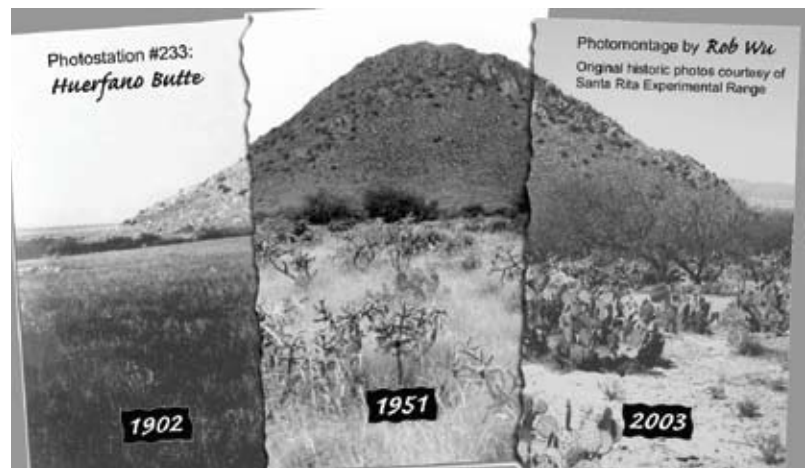 Photostation #233:
Huerfano Butte
Photomontage by Rob Wu
Original historic photos courtesy of
Santa Rita Experimental Range
1902
1951
2003